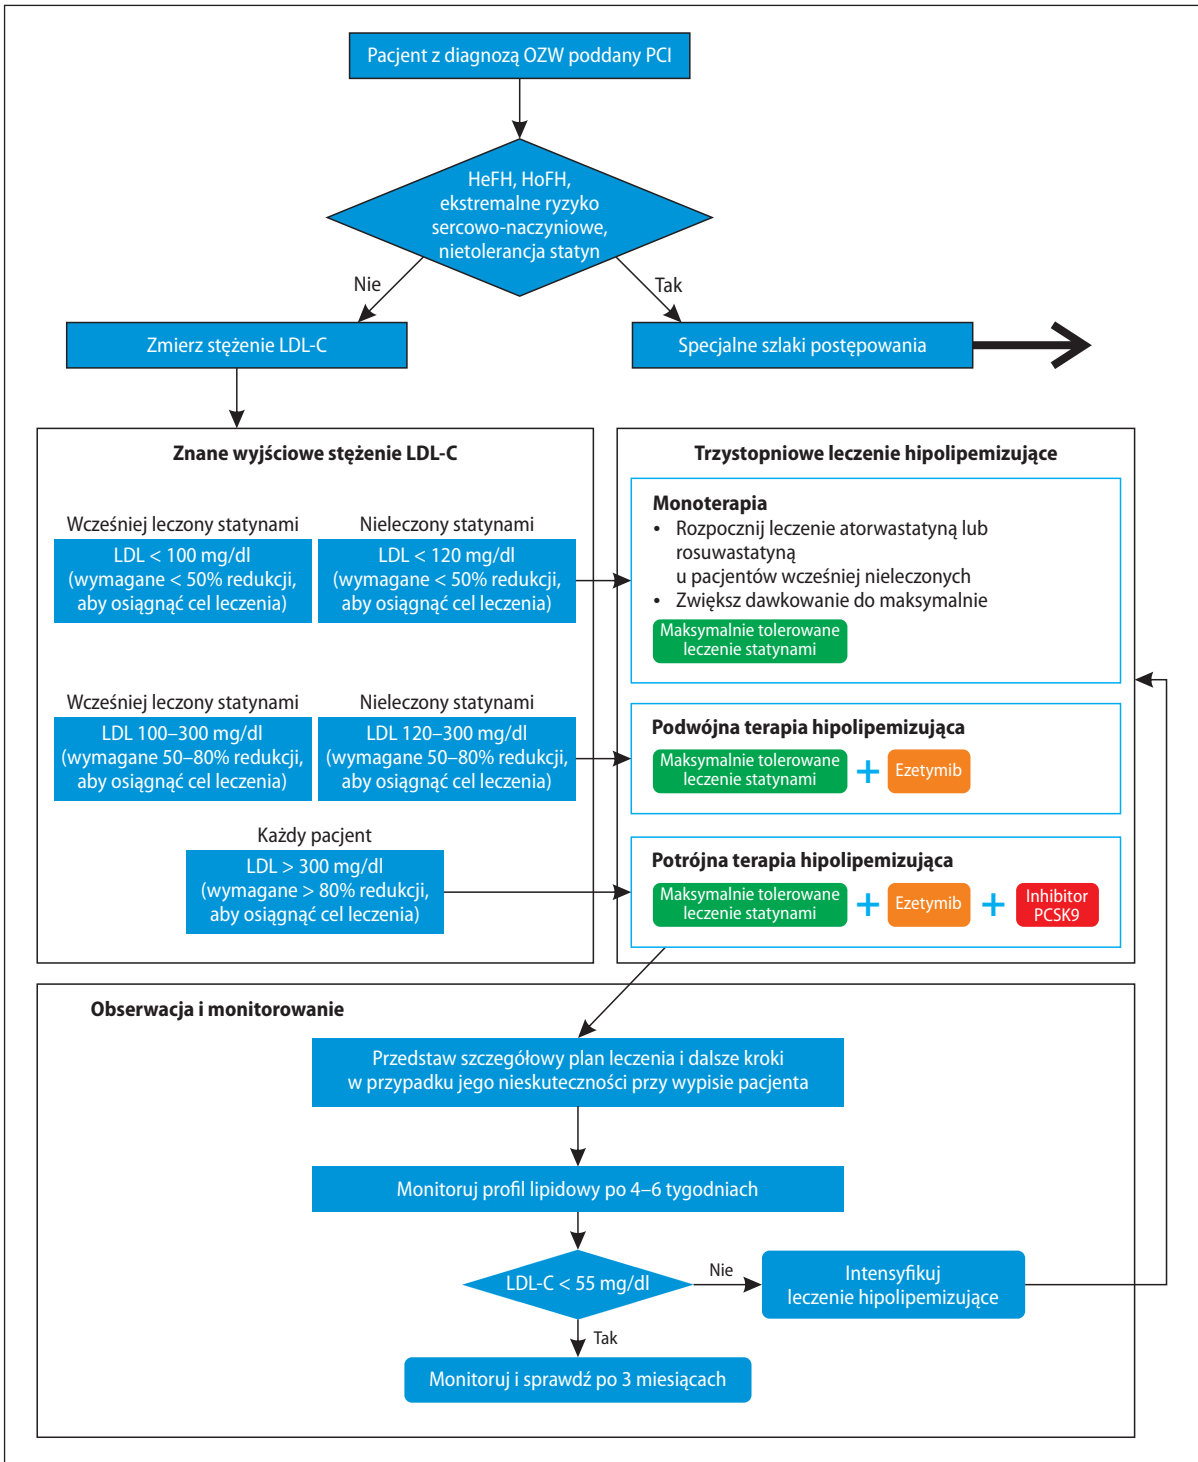 Pacjent z diagnozą OZW poddany PCI
HeFH, HoFH,
ekstremalne ryzyko
sercowo-naczyniowe,
nietolerancja statyn
Nie
Tak
Zmierz stężenie LDL-C
Specjalne szlaki postępowania
Znane wyjściowe stężenie LDL-C
Wcześniej leczony statynami
LDL < 100 mg/dl
(wymagane < 50% redukcji,
aby osiągnąć cel leczenia)
Nieleczony statynami
LDL < 120 mg/dl
(wymagane < 50% redukcji,
aby osiągnąć cel leczenia)
Wcześniej leczony statynami
LDL 100–300 mg/dl
(wymagane 50–80% redukcji,
aby osiągnąć cel leczenia)
Nieleczony statynami
LDL 120–300 mg/dl
(wymagane 50–80% redukcji,
aby osiągnąć cel leczenia)
Każdy pacjent
LDL > 300 mg/dl
(wymagane > 80% redukcji,
aby osiągnąć cel leczenia)
Trzystopniowe leczenie hipolipemizujące
Monoterapia
• Rozpocznij leczenie atorwastatyną lub
rosuwastatyną
u pacjentów wcześniej nieleczonych
• Zwiększ dawkowanie do maksymalnie
Maksymalnie tolerowane
leczenie statynami
Podwójna terapia hipolipemizująca
Maksymalnie tolerowane
leczenie statynami
+
Ezetymib
Potrójna terapia hipolipemizująca
Maksymalnie tolerowane
leczenie statynami
+
Ezetymib
+
Inhibitor
PCSK9
Obserwacja i monitorowanie
Przedstaw szczegółowy plan leczenia i dalsze kroki
w przypadku jego nieskuteczności przy wypisie pacjenta
Monitoruj profil lipidowy po 4–6 tygodniach
LDL-C < 55 mg/dl
Nie
Intensyfikuj
leczenie hipolipemizujące
Tak
Monitoruj i sprawdź po 3 miesiącach